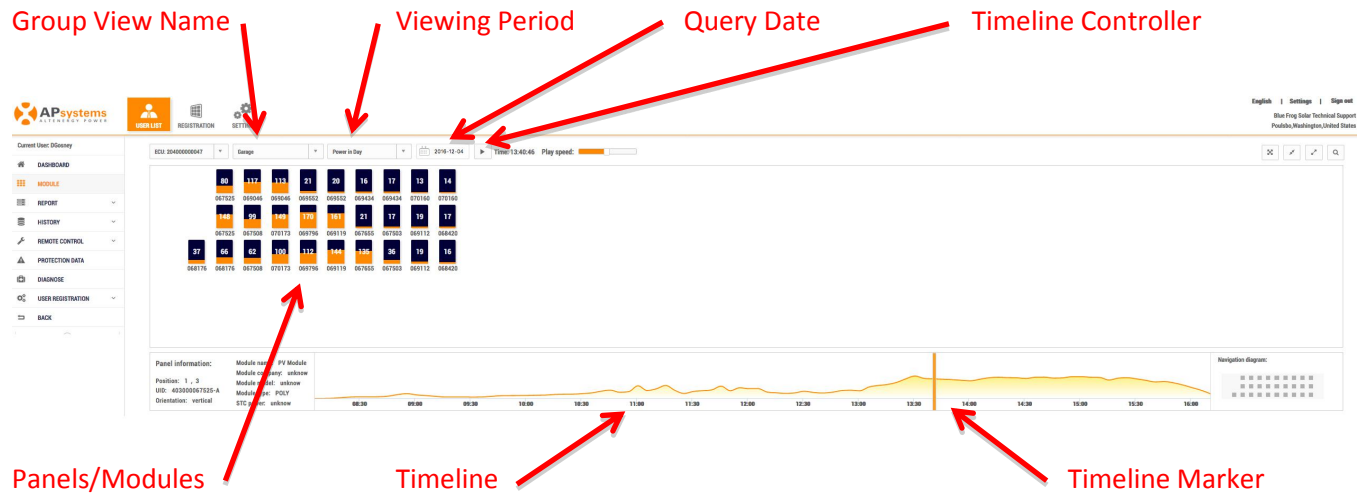 Group View Name
Viewing Period
Query Date
Timeline Controller
APsystems
ALTENERGY POWER
USER LIST
REGISTRATION
English | Settings | Sign out
Blue Frog Solar Technical Support
Poulsbo,Washington,United States
Current User: DGosney
ECU: 204000000047
Garage
Power in Day
2016-12-04
Time: 13:40:46 Play speed:
DASHBOARD
MODULE
REPORT
HISTORY
REMOTE CONTROL
PROTECTION DATA
DIAGNOSE
USER REGISTRATION
BACK
80 117 113 21 20 16 17 13 14
067525 069046 069046 069552 069552 069434 069434 070160 070160
148 99 149 170 161 21 17 19 17
067525 067508 070173 069796 069119 067655 067503 069112 068420
37 66 62 100 112 144 135 36 19 16
068176 068176 067508 070173 069796 069119 067655 067503 069112 068420
Panel information:
Position: 1 , 3
UID: 403000067525-A
Orientation: vertical
Module name: PV Module
Module company: unknow
Module model: unknow
Module type: POLY
STC power: unknow
08:30 09:00 09:30 10:00 10:30 11:00 11:30 12:00 12:30 13:00 13:30 14:00 14:30 15:00 15:30 16:00
Navigation diagram:
Panels/Modules
Timeline
Timeline Marker